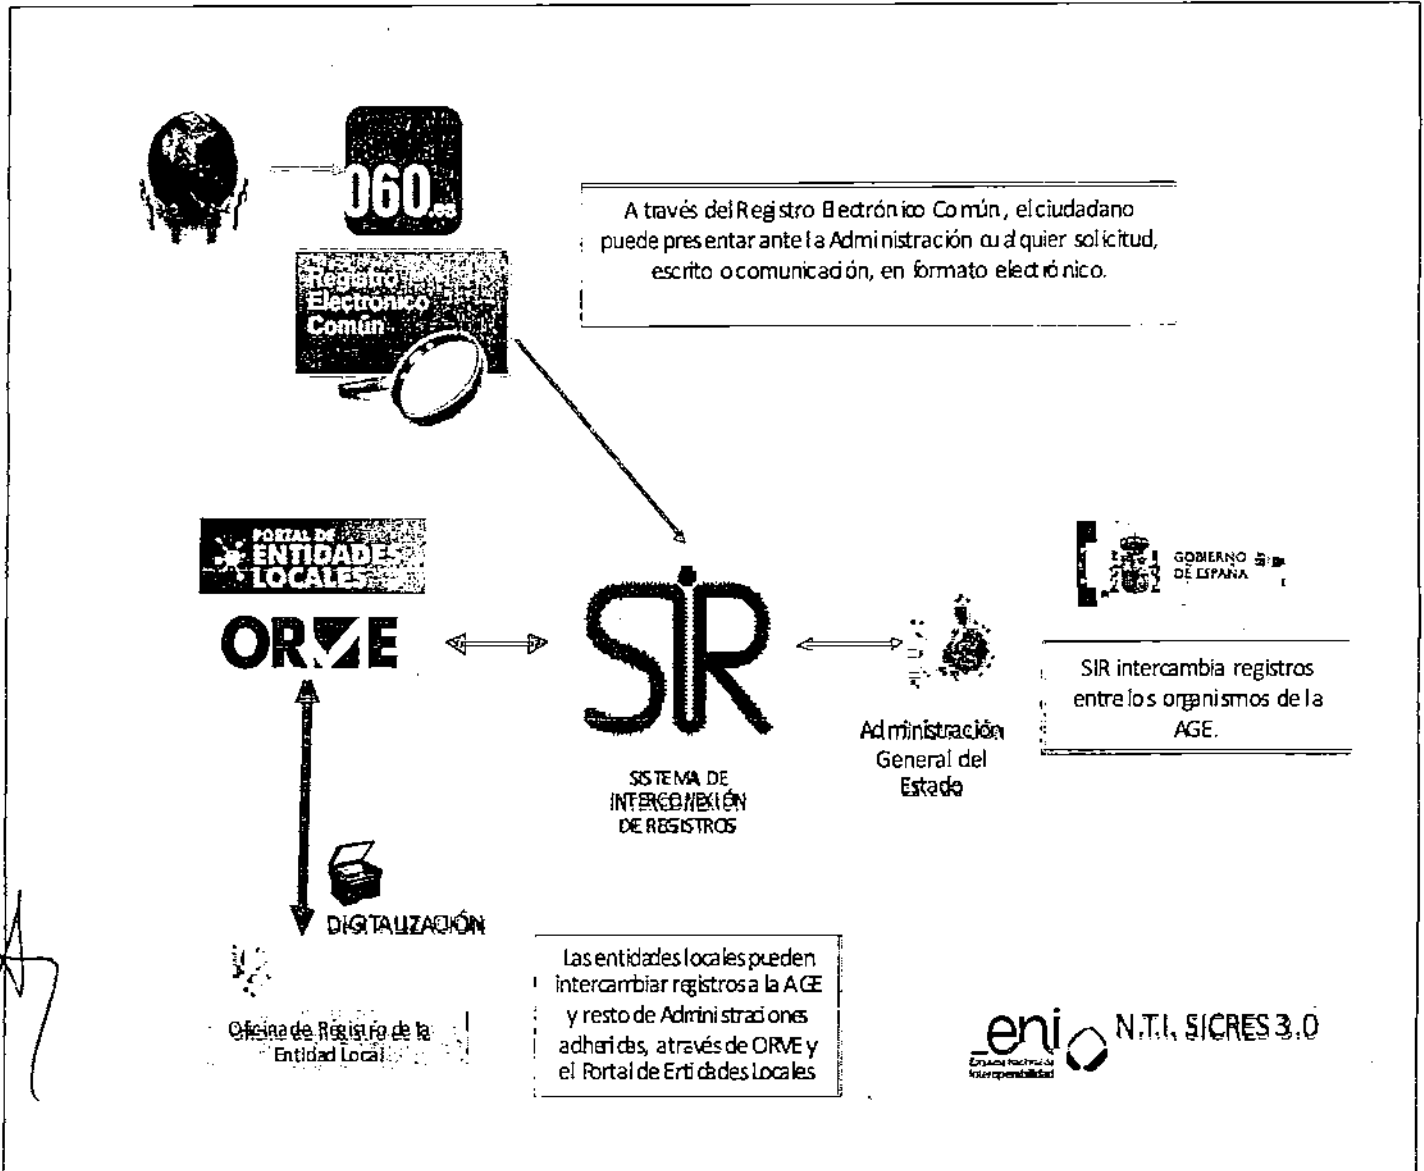 060.es
Registro
Electrónico
Común
A través del Registro Electrónico Común, el ciudadano
puede presentar ante la Administración cualquier solicitud,
escrito o comunicación, en formato electrónico.
PORTAL DE
ENTIDADES
LOCALES
ORVE
SIR
SISTEMA DE
INTERCONEXIÓN
DE REGISTROS
Administración
General del
Estado
GOBIERNO
DE ESPAÑA
SIR intercambia registros
entre los organismos de la
AGE.
DIGITALIZACIÓN
Oficina de Registro de la
Entidad Local
Las entidades locales pueden
intercambiar registros a la AGE
y resto de Administraciones
adheridas, a través de ORVE y
el Portal de Entidades Locales
eni
Esquema Nacional de
Interoperabilidad
N.T.I. SICRES 3.0